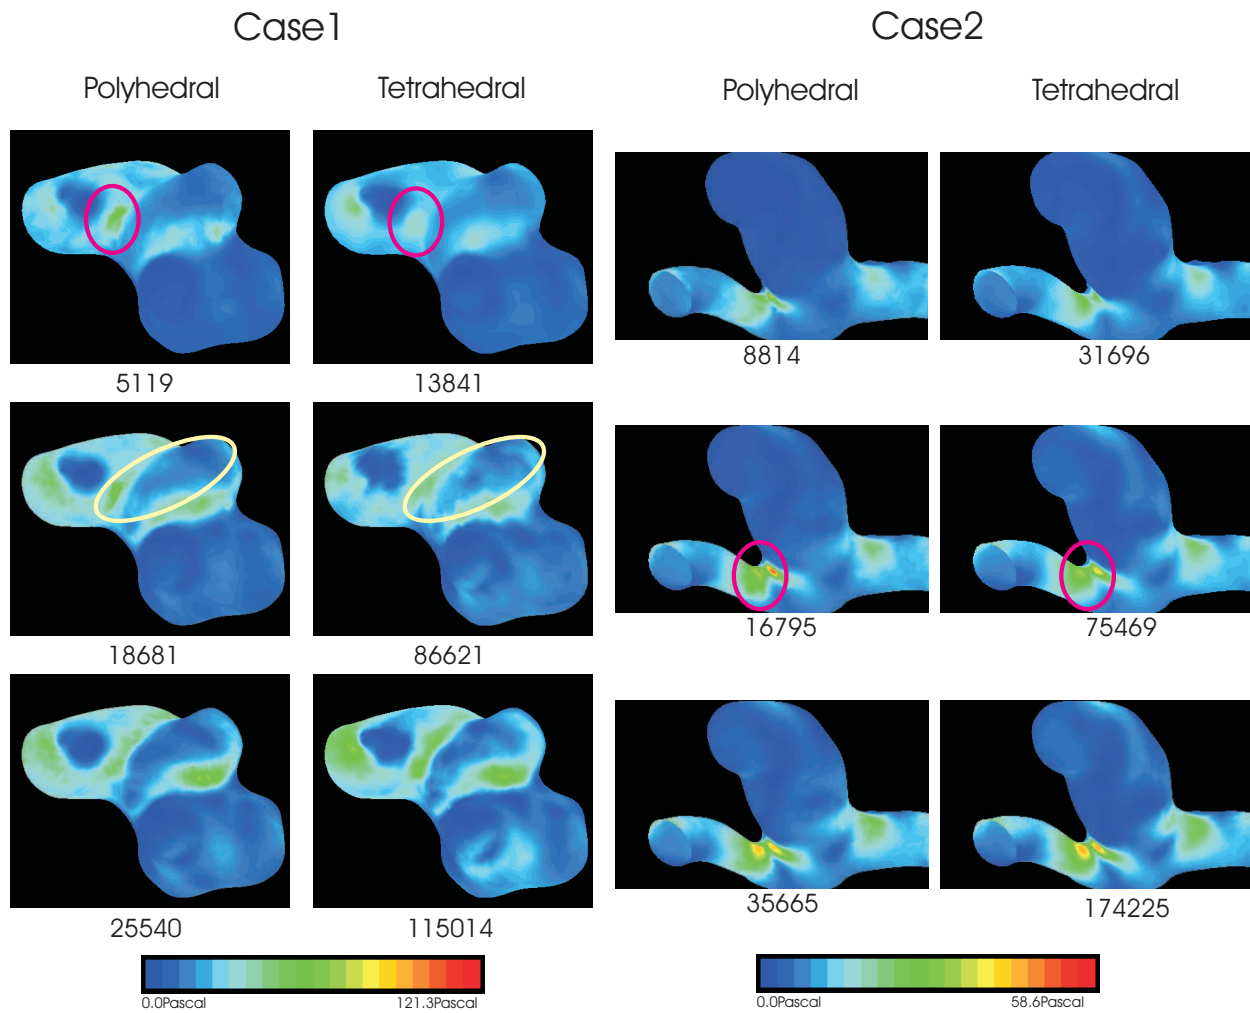 Case1
Case2
Polyhedral
Tetrahedral
Polyhedral
Tetrahedral
5119
13841
8814
31696
18681
86621
16795
75469
25540
115014
35665
174225
0.0Pascal
121.3Pascal
0.0Pascal
58.6Pascal